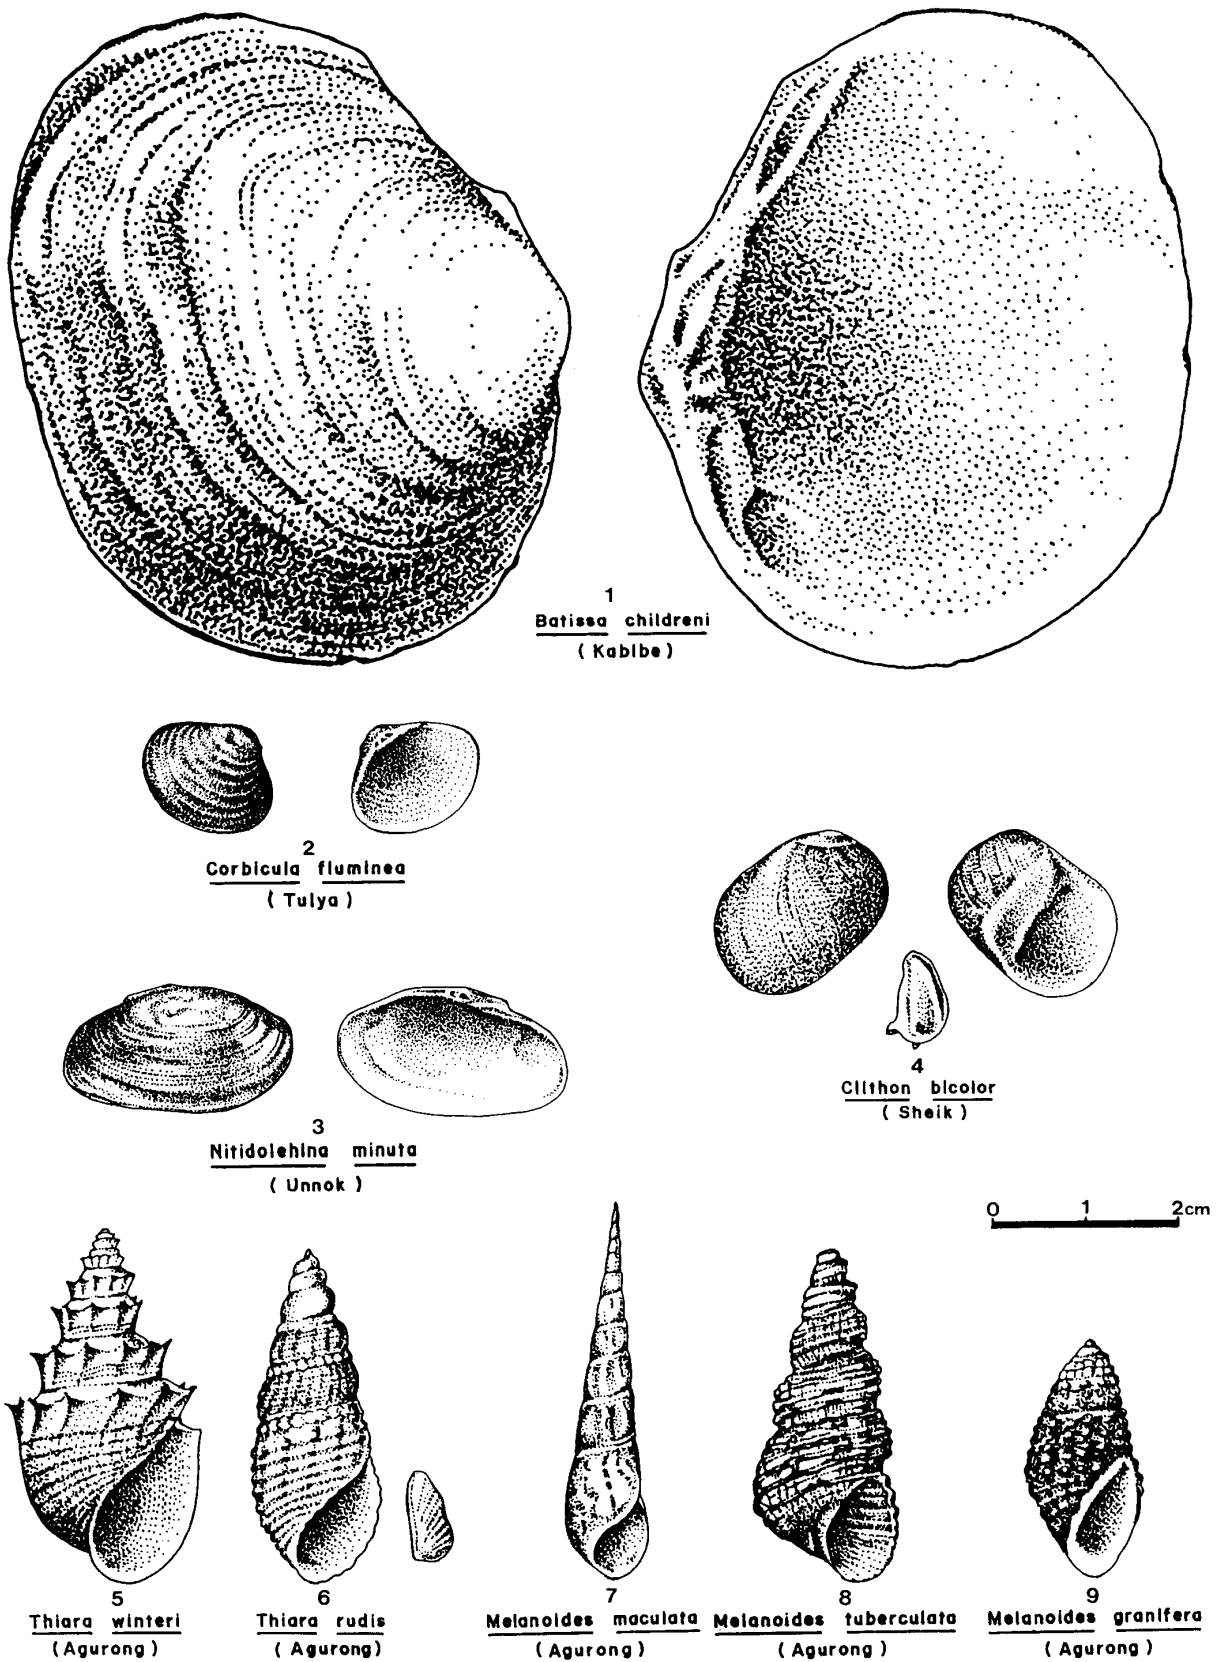 1
Batissa childreni
( Kabibe )
2
Corbicula fluminea
( Tulya )
3
Nitidolehina minuta
( Unnok )
4
Clithon bicolor
( Sheik )
0 1 2cm
5
Thiara winteri
( Agurong )
6
Thiara rudis
( Agurong )
7
Melanoides maculata
( Agurong )
8
Melanoides tuberculata
( Agurong )
9
Melanoides granifera
( Agurong )